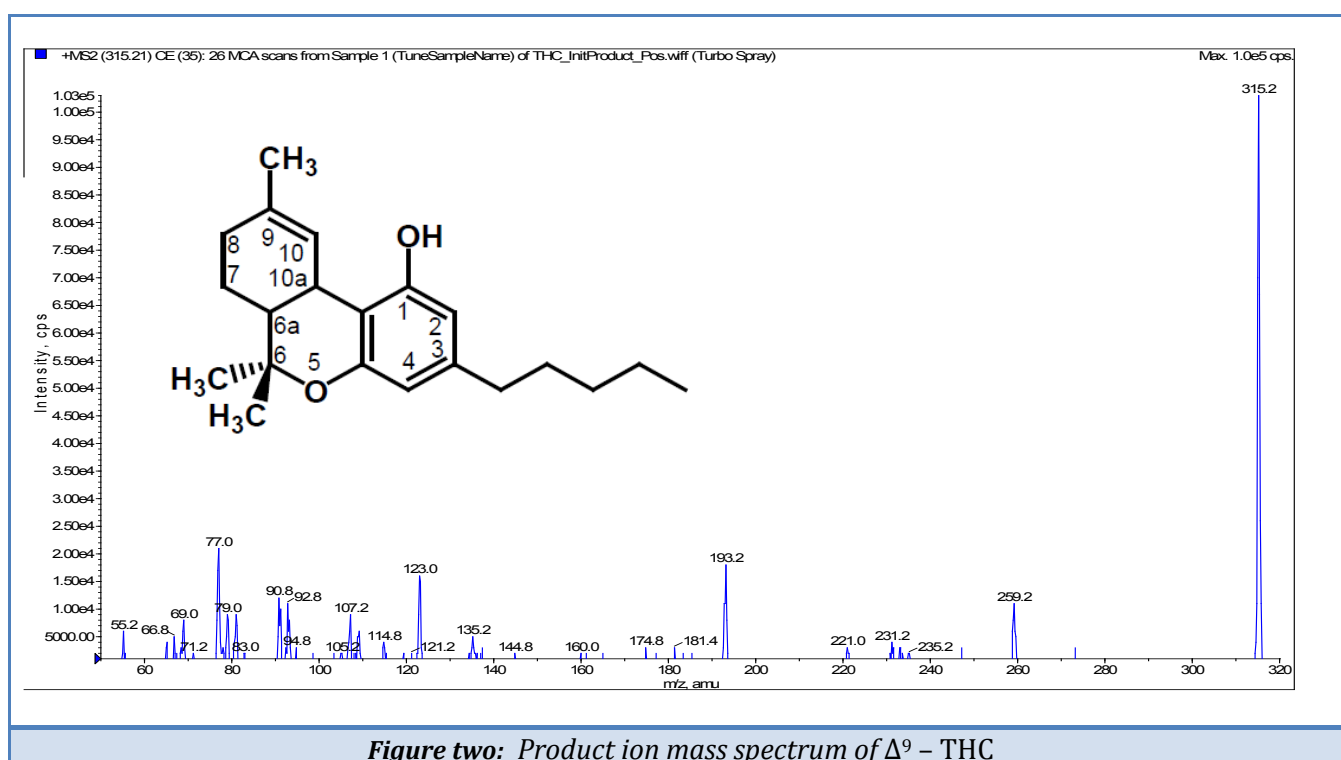 +MS2 (315.21) CE (35): 26 MCA scans from Sample 1 (TuneSampleName) of THC_InitProduct_Pos.wiff (Turbo Spray) Max. 1.0e5 cps.
315.2
1.03e5
1.00e5
9.50e4
9.00e4
8.50e4
8.00e4
7.50e4
7.00e4
6.50e4
6.00e4
5.50e4
5.00e4
4.50e4
4.00e4
3.50e4
3.00e4
2.50e4
2.00e4
1.50e4
1.00e4
5000.00
Intensity, cps
CH3
OH
8
9
10
7
10a
1
2
6a
6
5
4
3
H3C
O
H3C
77.0
193.2
123.0
90.8
92.8
259.2
69.0
79.0
107.2
55.2
66.8
71.2
83.0
94.8
105.2
114.8
121.2
135.2
144.8
160.0
174.8
181.4
221.0
231.2
235.2
60 80 100 120 140 160 180 200 220 240 260 280 300 320
m/z, amu
Figure two: Product ion mass spectrum of Δ⁹ – THC